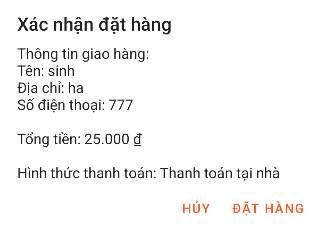 Xác nhận đặt hàng
Thông tin giao hàng:
Tên: sinh
Địa chỉ: ha
Số điện thoại: 777
Tổng tiền: 25.000 ₫
Hình thức thanh toán: Thanh toán tại nhà
HỦY ĐẶT HÀNG